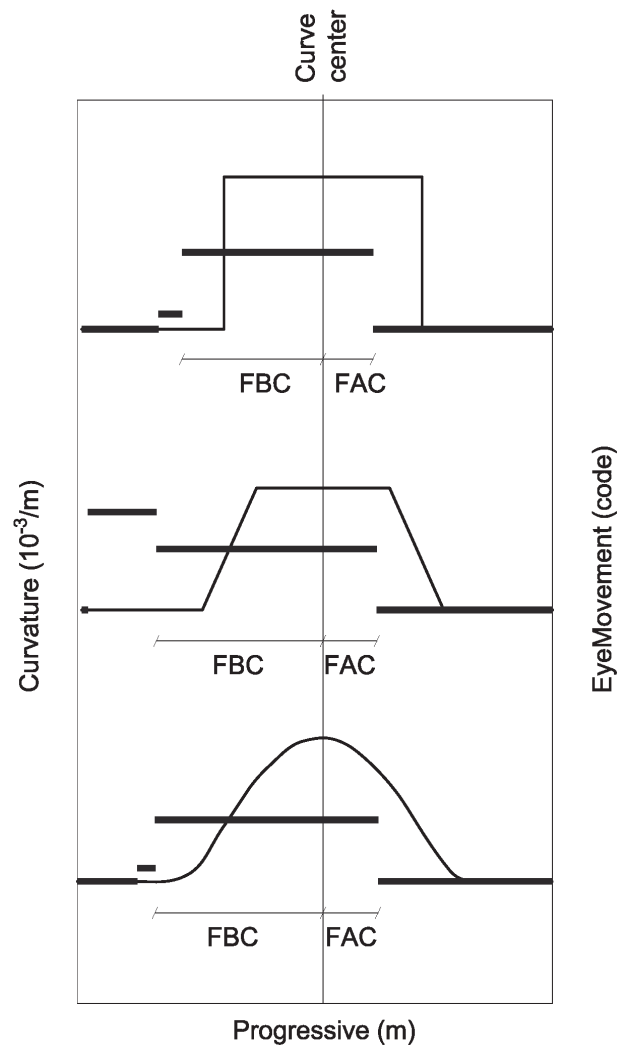 Curve
center
FBC
FAC
FBC
FAC
FBC
FAC
Curvature (10⁻³/m)
EyeMovement (code)
Progressive (m)